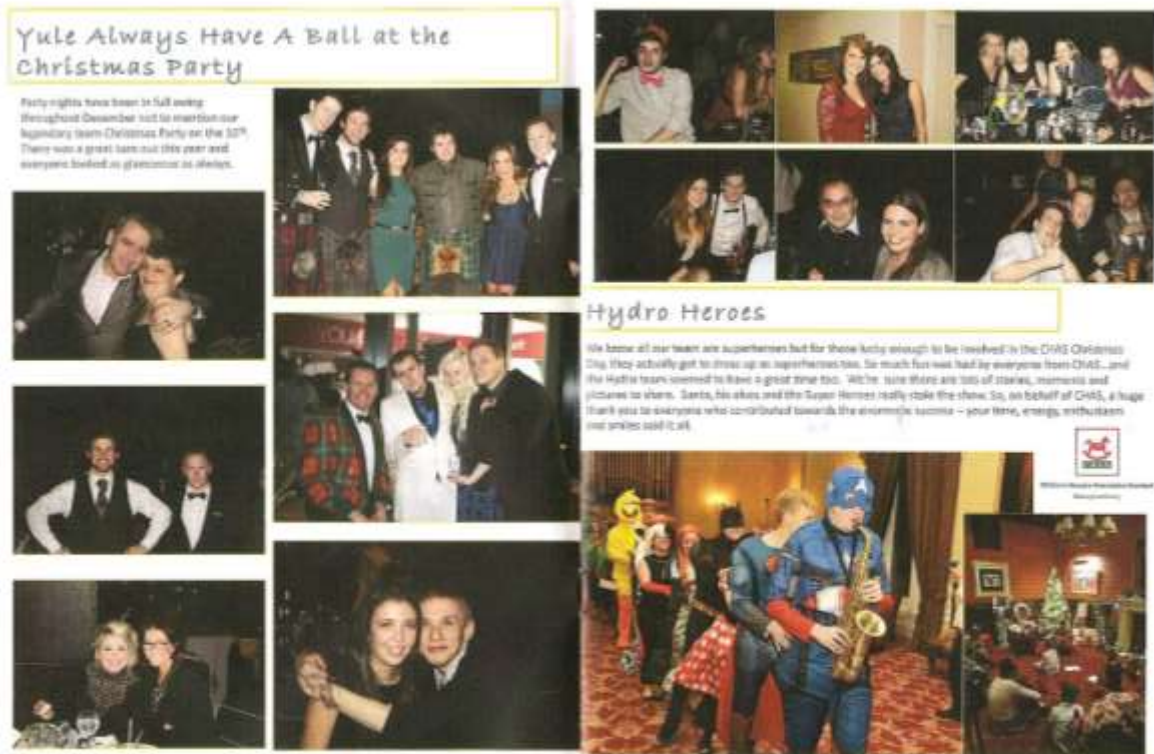 Yule Always Have A Ball at the
Christmas Party
Party nights have been in full swing
throughout December not to mention our
legendary team Christmas Party on the 10th.
There was a great turn out this year and
everyone looked as glamorous as always.
YOU
Hydro Heroes
We know all our team are superheroes but for those lucky enough to be involved in the CHAS Christmas
Day, they actually got to dress up as superheroes too. So much fun was had by everyone from CHAS...and
the Hydro team seemed to have a great time too. We're sure there are lots of stories, moments and
pictures to share. Santa, his elves and the Super Heroes really stole the show. So, on behalf of CHAS, a huge
thank you to everyone who contributed towards the enormous success – your time, energy, enthusiasm
and smiles said it all.
A